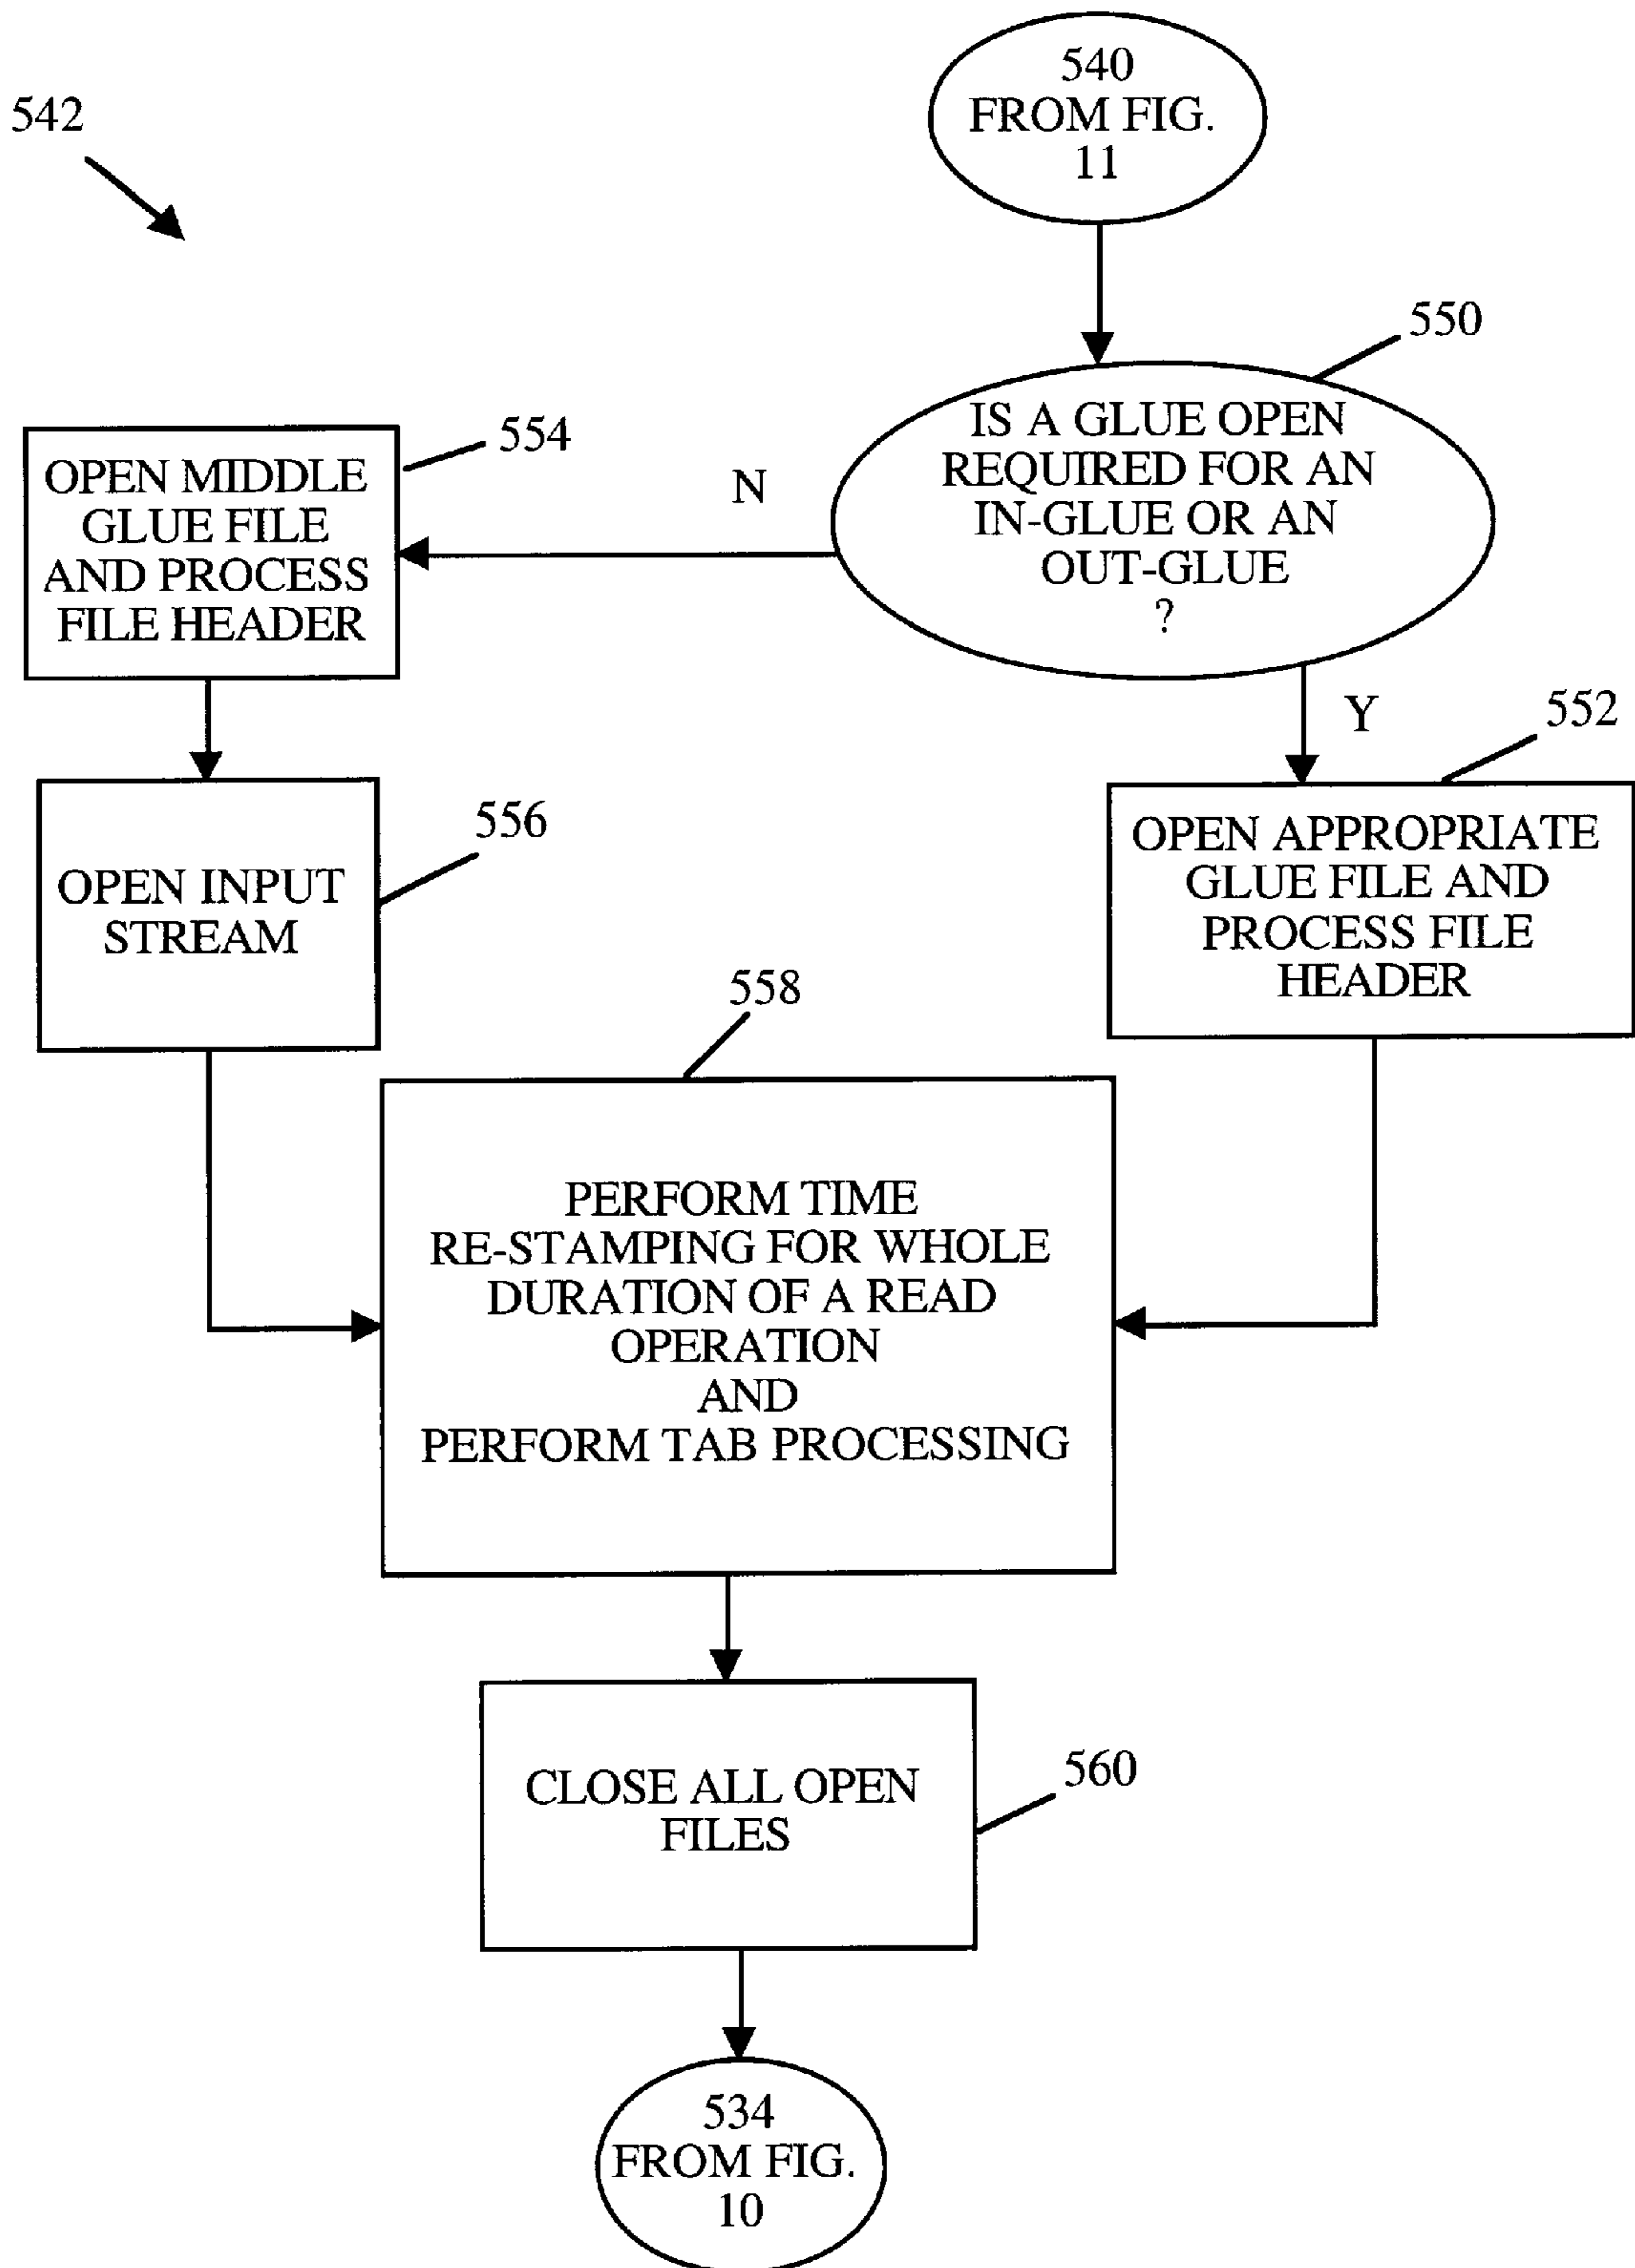 540
FROM FIG.
11
542
550
IS A GLUE OPEN
REQUIRED FOR AN
IN-GLUE OR AN
OUT-GLUE
?
N
554
OPEN MIDDLE
GLUE FILE
AND PROCESS
FILE HEADER
Y
552
OPEN APPROPRIATE
GLUE FILE AND
PROCESS FILE
HEADER
556
OPEN INPUT
STREAM
558
PERFORM TIME
RE-STAMPING FOR WHOLE
DURATION OF A READ
OPERATION
AND
PERFORM TAB PROCESSING
560
CLOSE ALL OPEN
FILES
534
FROM FIG.
10